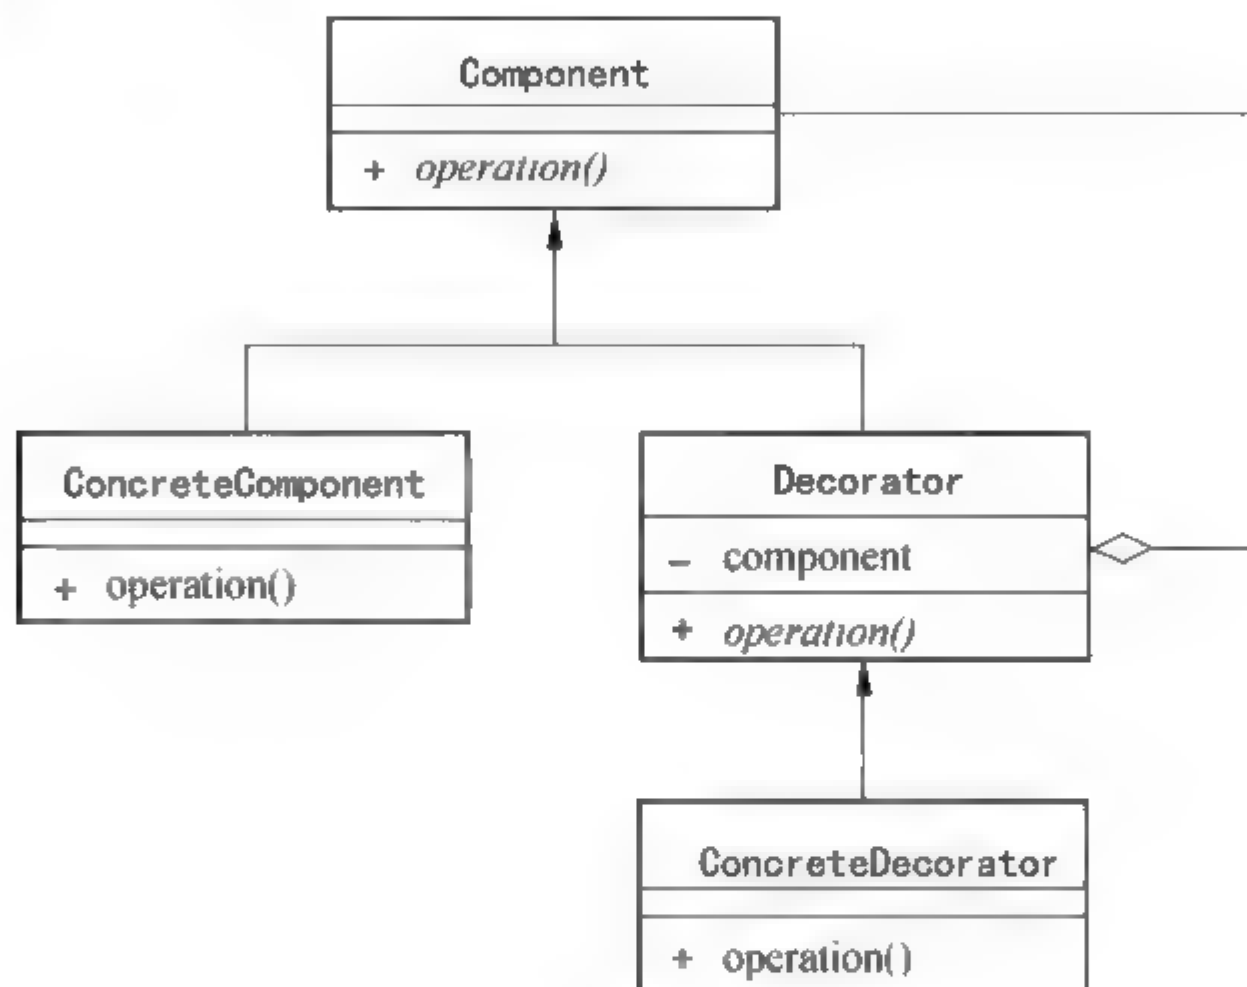 Component
+ operation()
ConcreteComponent
+ operation()
Decorator
- component
+ operation()
ConcreteDecorator
+ operation()